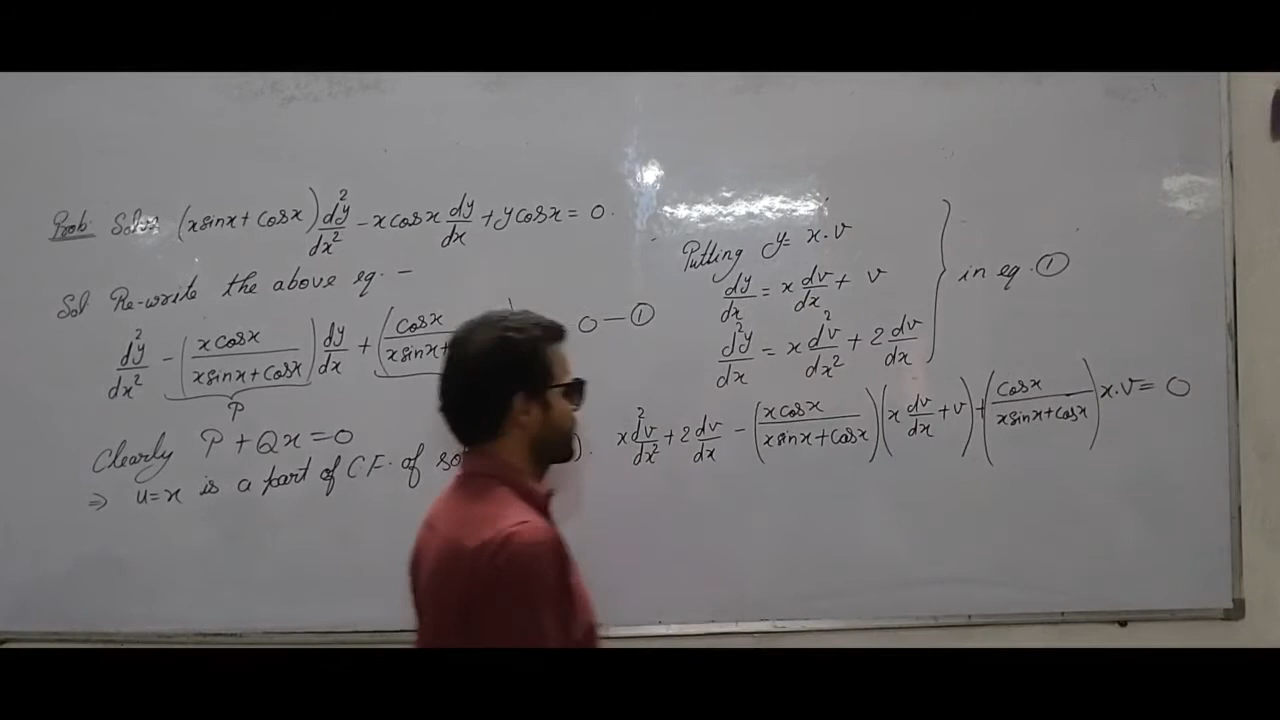 Prob: Solve (x sinx + cosx) d²y/dx² - x cosx dy/dx + y cosx = 0.
Sol. Re-write the above eq. -
d²y/dx² - (x cosx / x sinx + cosx) dy/dx + (cosx / x sinx + 0 - ①
P
Clearly P + Qx = 0
⇒ u = x is a part of C.F. of so ).
Putting y = x·v
dy/dx = x dv/dx + v
d²y/dx = x d²v/dx² + 2 dv/dx } in eq. ①
x d²v/dx² + 2 dv/dx - (x cosx / x sinx + cosx)(x dv/dx + v) + (cosx / x sinx + cosx) x·v = 0